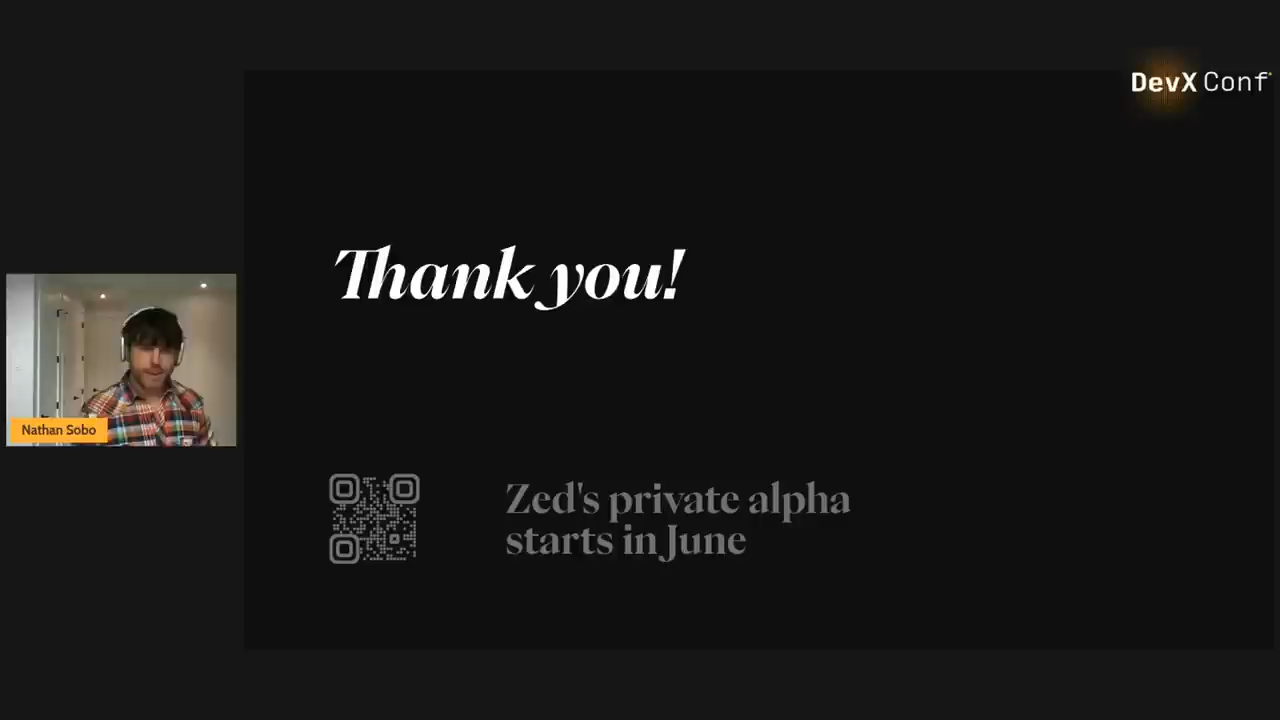 DevX Conf
Thank you!
Nathan Sobo
Zed's private alpha
starts in June